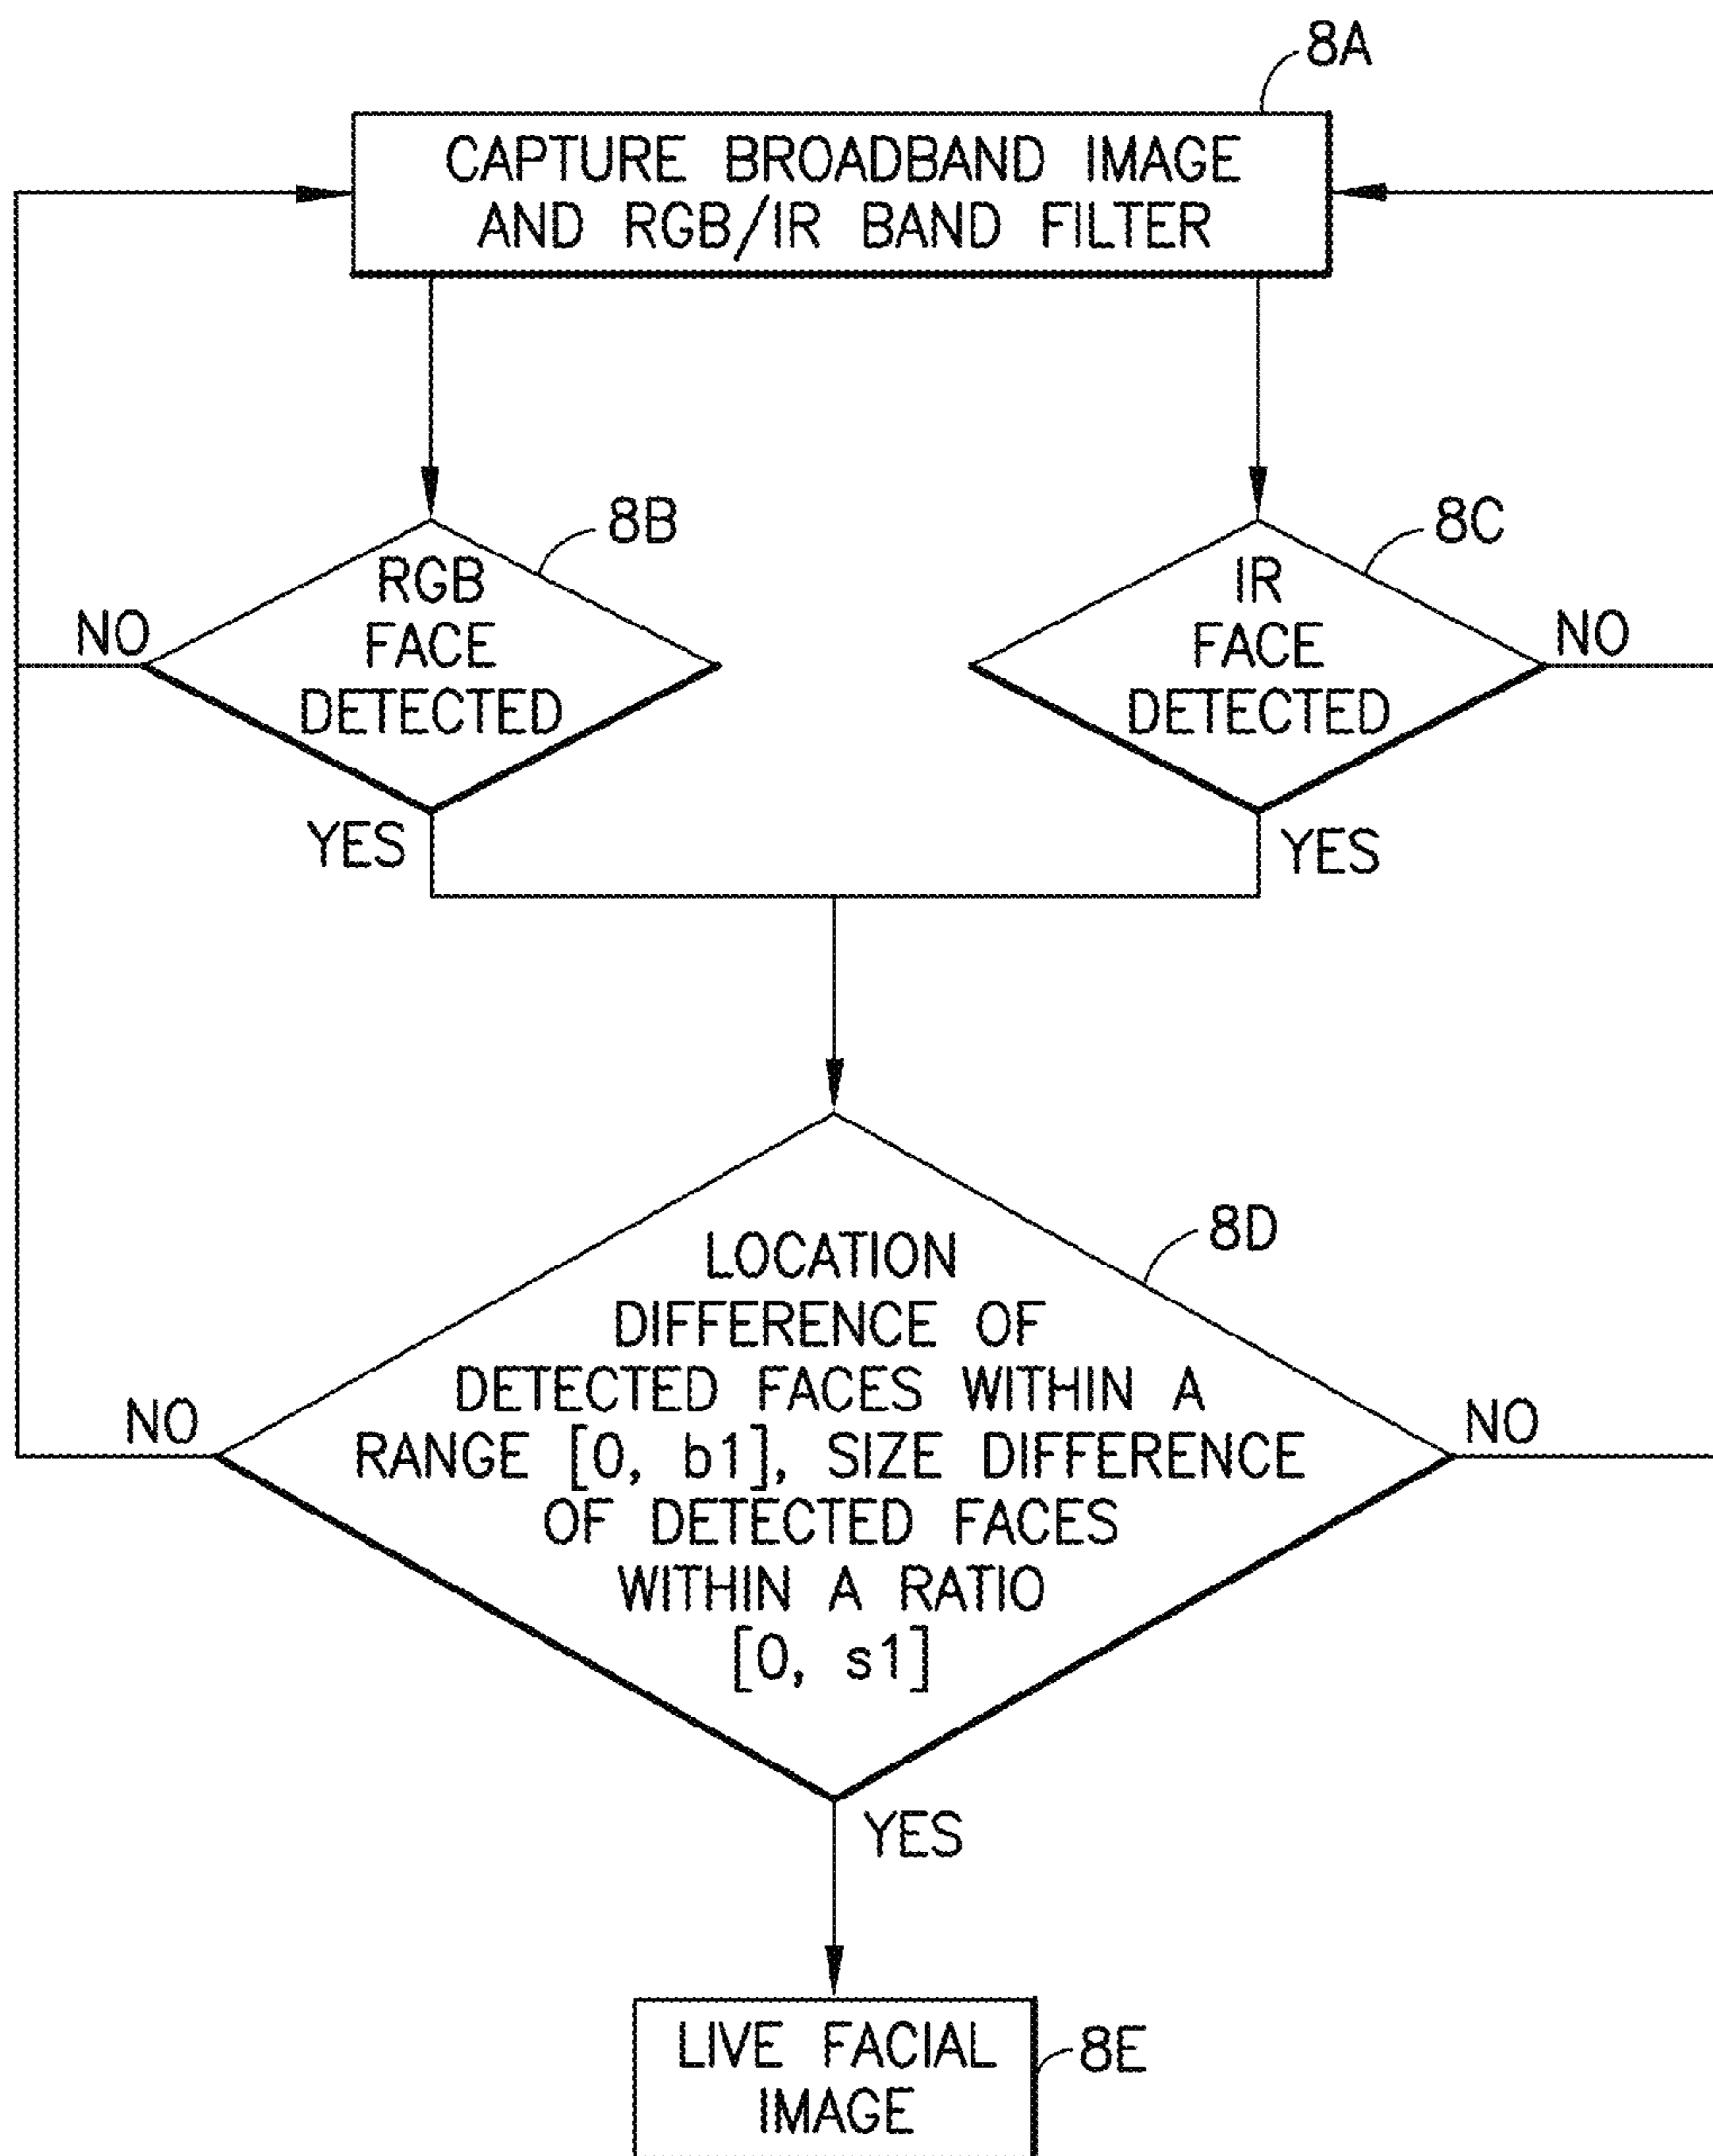 8A
CAPTURE BROADBAND IMAGE
AND RGB/IR BAND FILTER
8B
RGB
FACE
DETECTED
NO
YES
8C
IR
FACE
DETECTED
NO
YES
8D
LOCATION
DIFFERENCE OF
DETECTED FACES WITHIN A
RANGE [0, b1], SIZE DIFFERENCE
OF DETECTED FACES
WITHIN A RATIO
[0, s1]
NO
NO
YES
LIVE FACIAL
IMAGE
8E